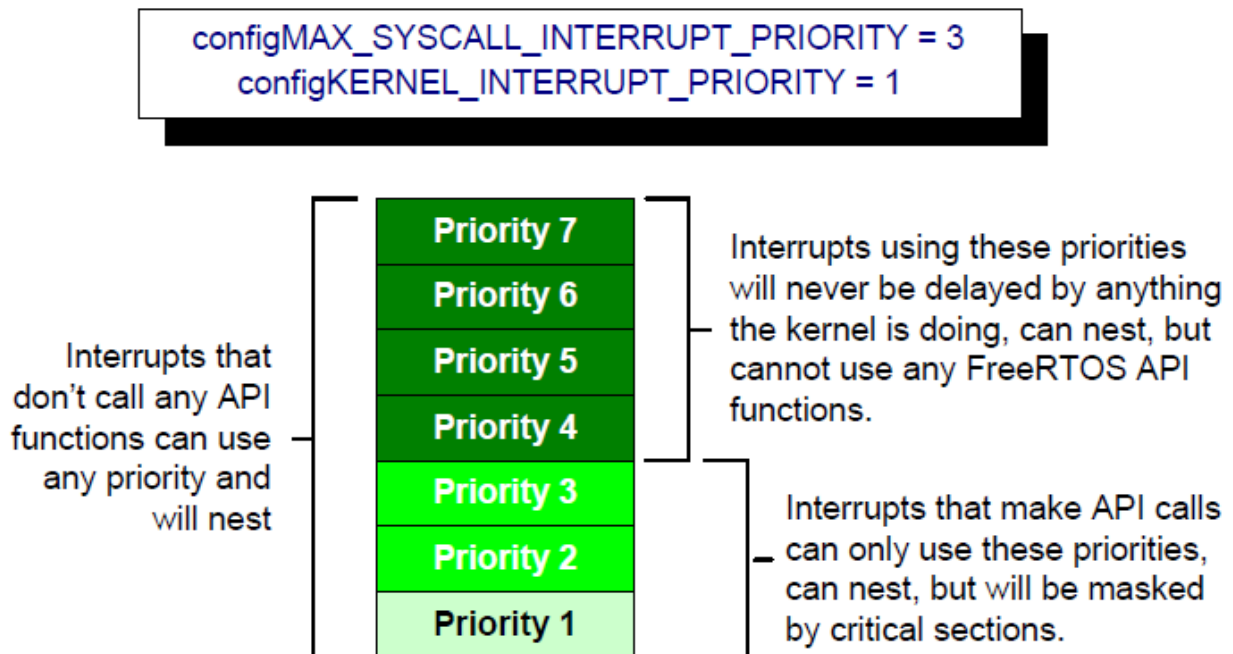 configMAX_SYSCALL_INTERRUPT_PRIORITY = 3
configKERNEL_INTERRUPT_PRIORITY = 1
Interrupts that
don't call any API
functions can use
any priority and
will nest
Priority 7
Priority 6
Priority 5
Priority 4
Priority 3
Priority 2
Priority 1
Interrupts using these priorities
will never be delayed by anything
the kernel is doing, can nest, but
cannot use any FreeRTOS API
functions.
Interrupts that make API calls
can only use these priorities,
can nest, but will be masked
by critical sections.